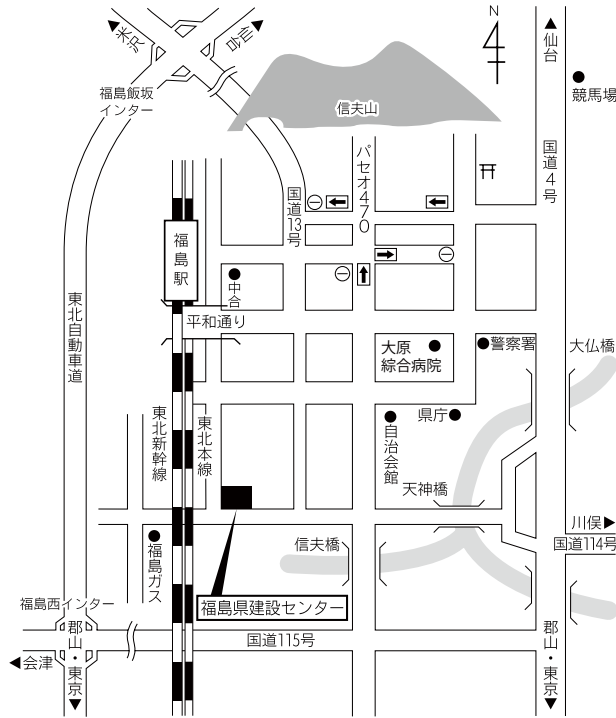 N
▲仙台
米沢
飯山
競馬場
福島飯坂
インター
信夫山
国道4号
パセオ470
国道13号
福島駅
中合
平和通り
東北自動車道
大原
綜合病院
警察署
大仏橋
東北新幹線
東北本線
県庁
自治会館
天神橋
川俣▶
国道114号
福島ガス
信夫橋
福島県建設センター
福島西インター
国道115号
◀会津
郡山・東京▼
郡山・東京▼